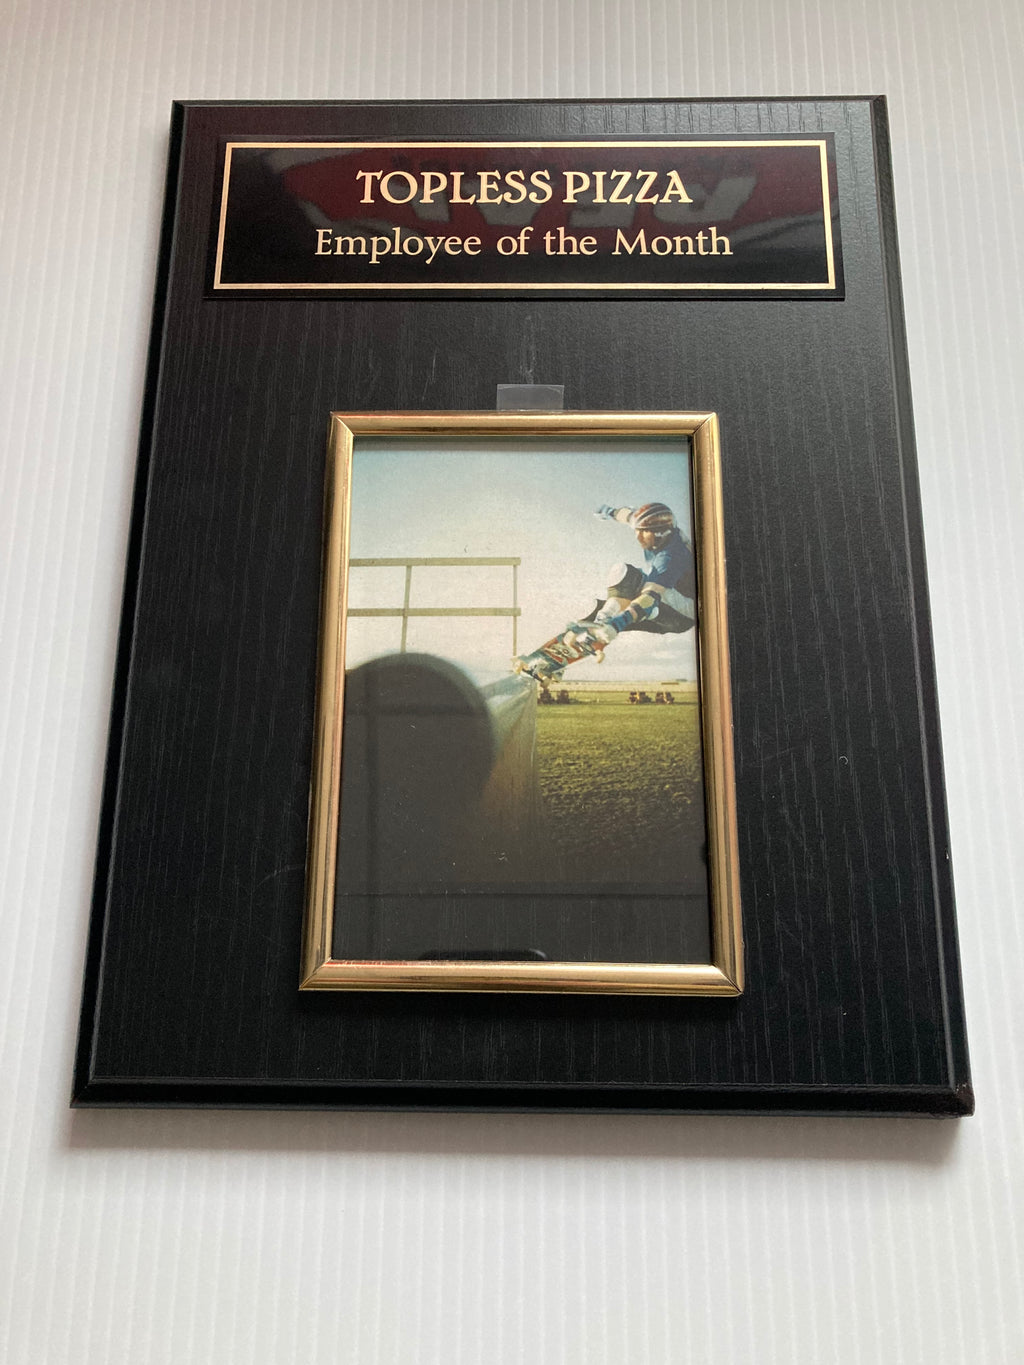 TOPLESS PIZZA
Employee of the Month